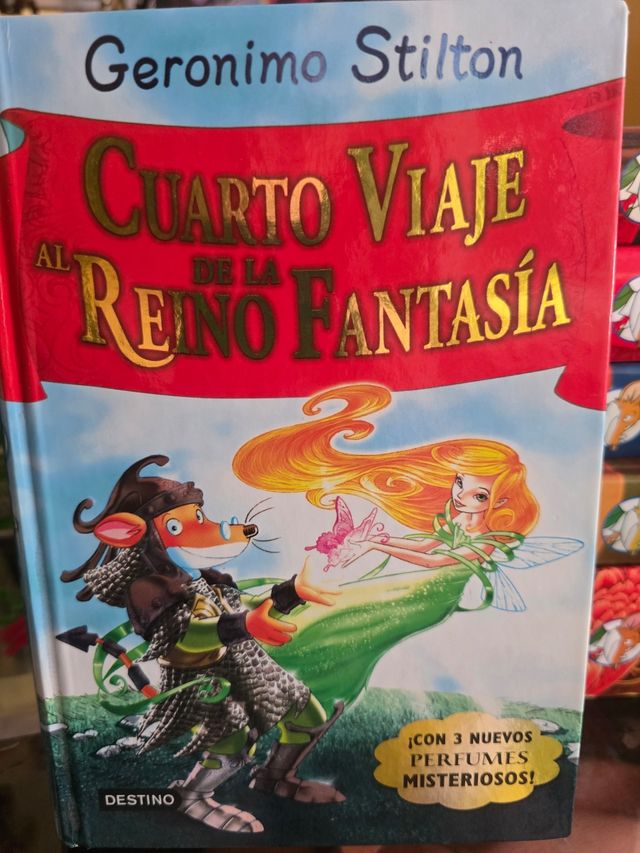 Geronimo Stilton
CUARTO VIAJE
AL REINO DE LA FANTASÍA
¡CON 3 NUEVOS
PERFUMES
MISTERIOSOS!
DESTINO